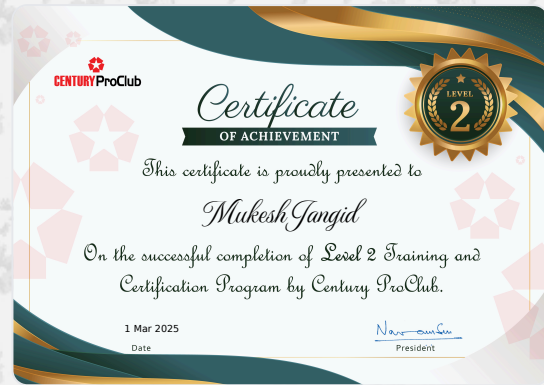 CENTURY ProClub
LEVEL
2
Certificate
OF ACHIEVEMENT
This certificate is proudly presented to
Mukesh Jangid
On the successful completion of Level 2 Training and
Certification Program by Century ProClub.
1 Mar 2025
Date
President